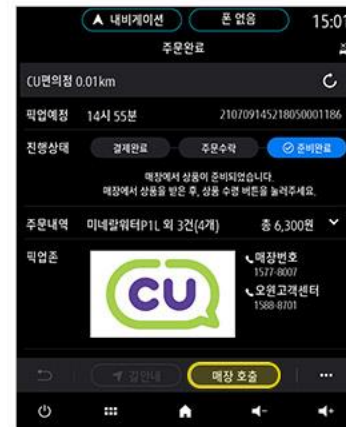 내비게이션 폰 없음 15:01
주문완료
CU편의점 0.01km
픽업예정 14시 55분 210709145218050001186
진행상태 결제완료 주문수락 준비완료
매장에서 상품이 준비되었습니다.
매장에서 상품을 받은 후, 상품 수령 버튼을 눌러주세요.
주문내역 미네랄워터P1L 외 3건(4개) 총 6,300원
픽업존
CU
매장번호
1577-8007
오윈고객센터
1588-8701
길안내 매장 호출